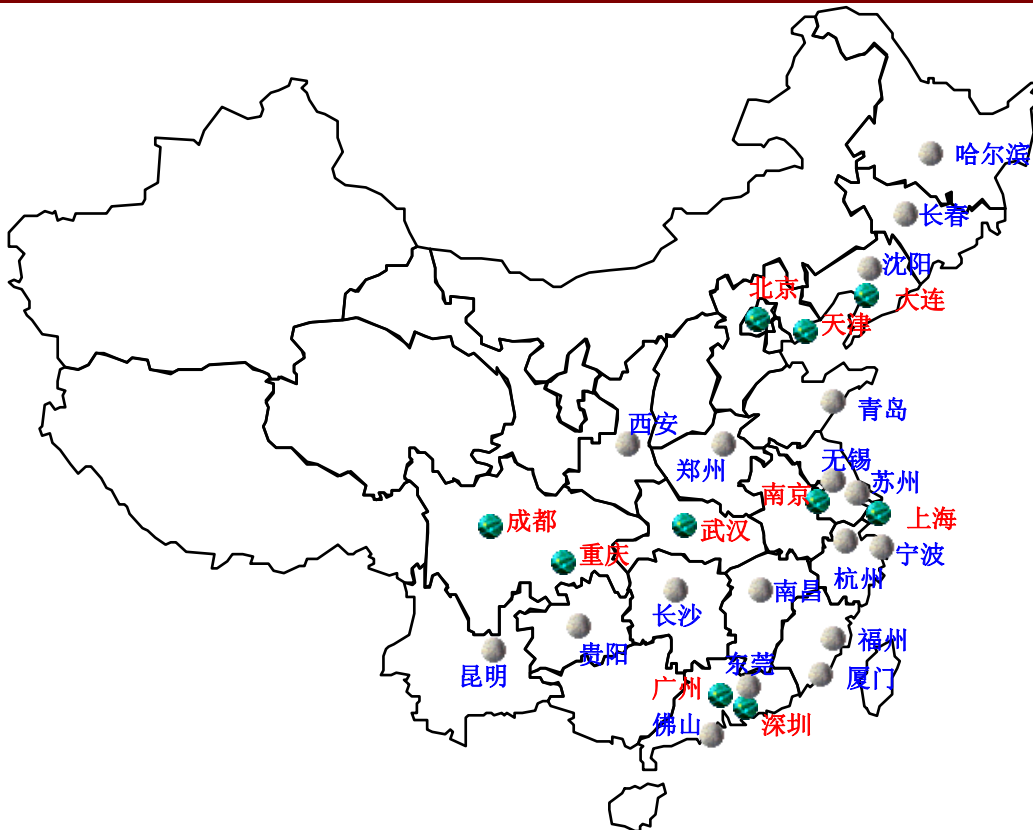 哈尔滨
长春
沈阳
北京
大连
天津
青岛
西安
郑州
无锡
苏州
南京
上海
成都
武汉
宁波
重庆
杭州
南昌
长沙
福州
贵阳
东莞
昆明
厦门
广州
佛山
深圳